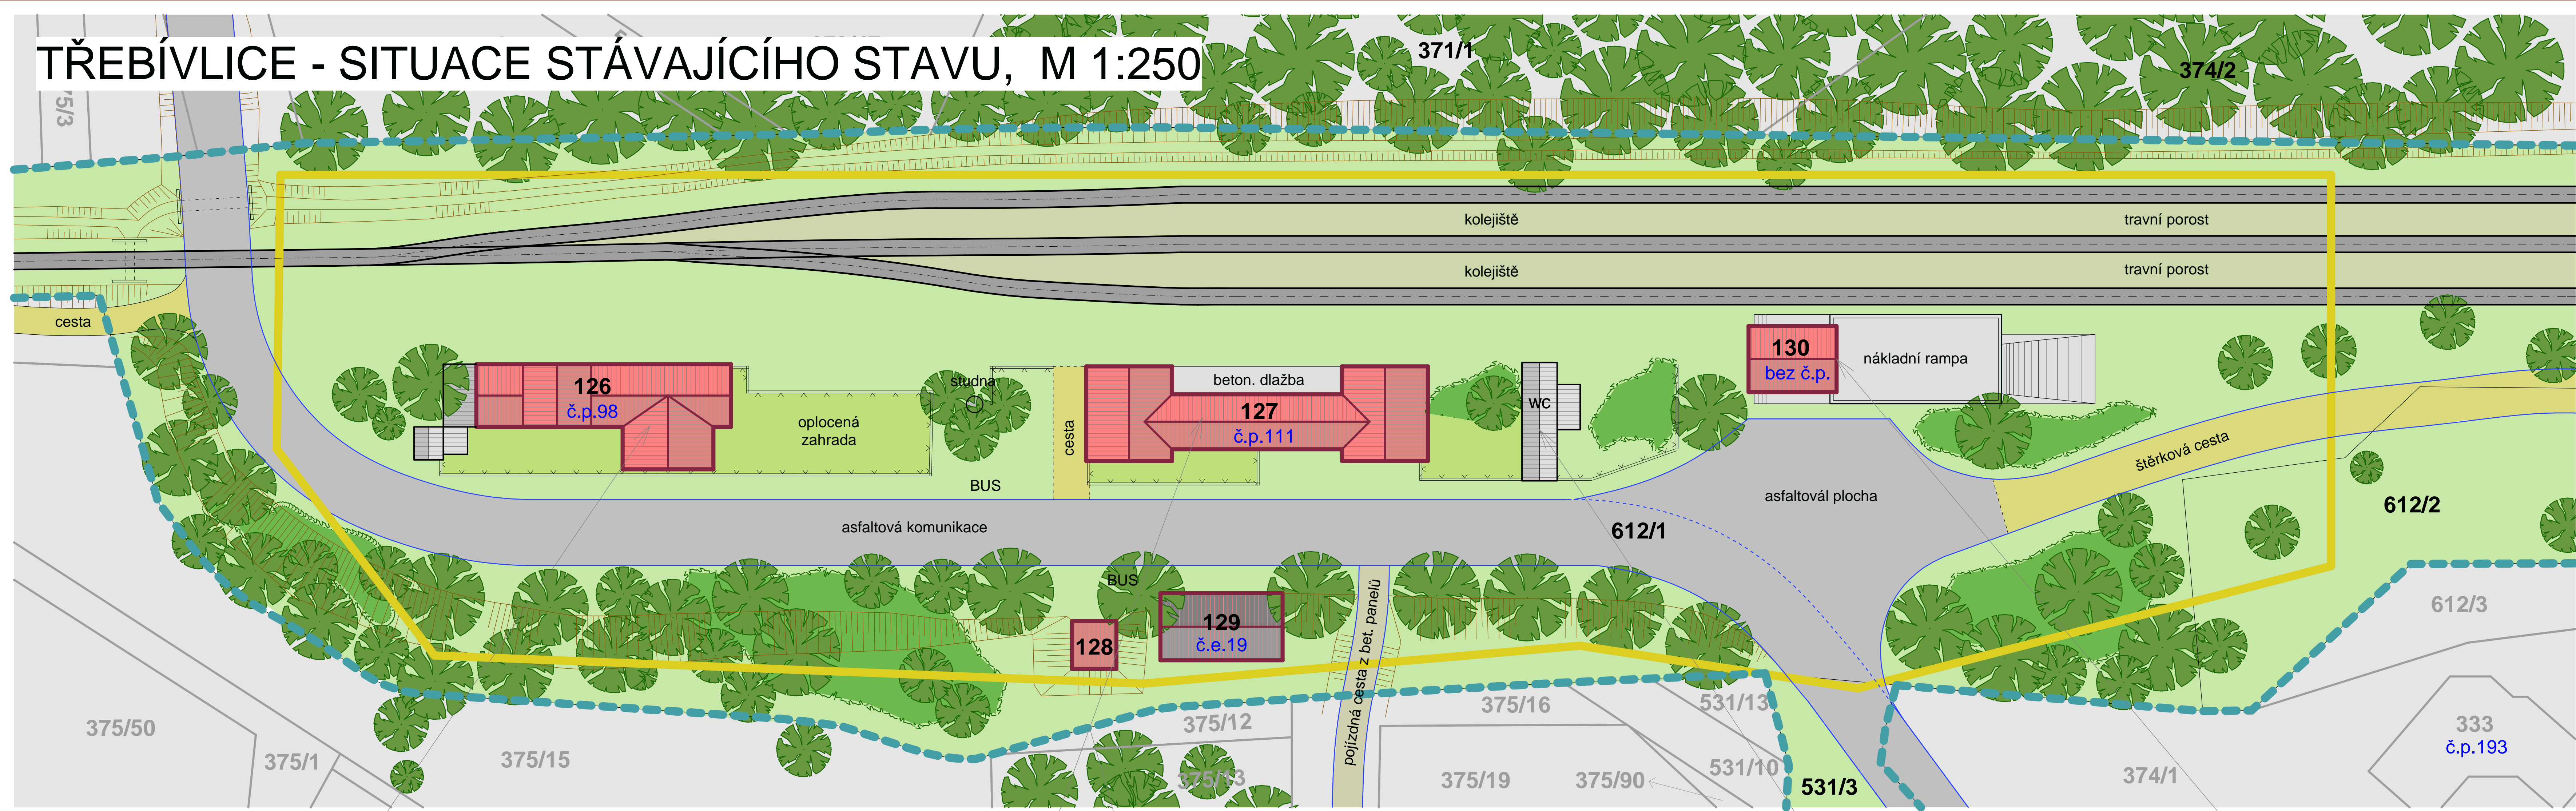 TŘEBÍVLICE - SITUACE STÁVAJÍCÍHO STAVU, M 1:250
371/1
374/2
75/3
kolejiště
travní porost
kolejiště
travní porost
cesta
126
č.p.98
oplocená
zahrada
studna
cesta
beton. dlažba
127
č.p.111
WC
130
bez č.p.
nákladní rampa
štěrková cesta
BUS
asfaltovál plocha
612/2
asfaltová komunikace
612/1
BUS
128
129
č.e.19
pojízdná cesta z bet. panelů
612/3
375/50
375/1
375/15
375/12
375/13
375/16
531/13
375/19
375/90
531/10
531/3
374/1
333
č.p.193